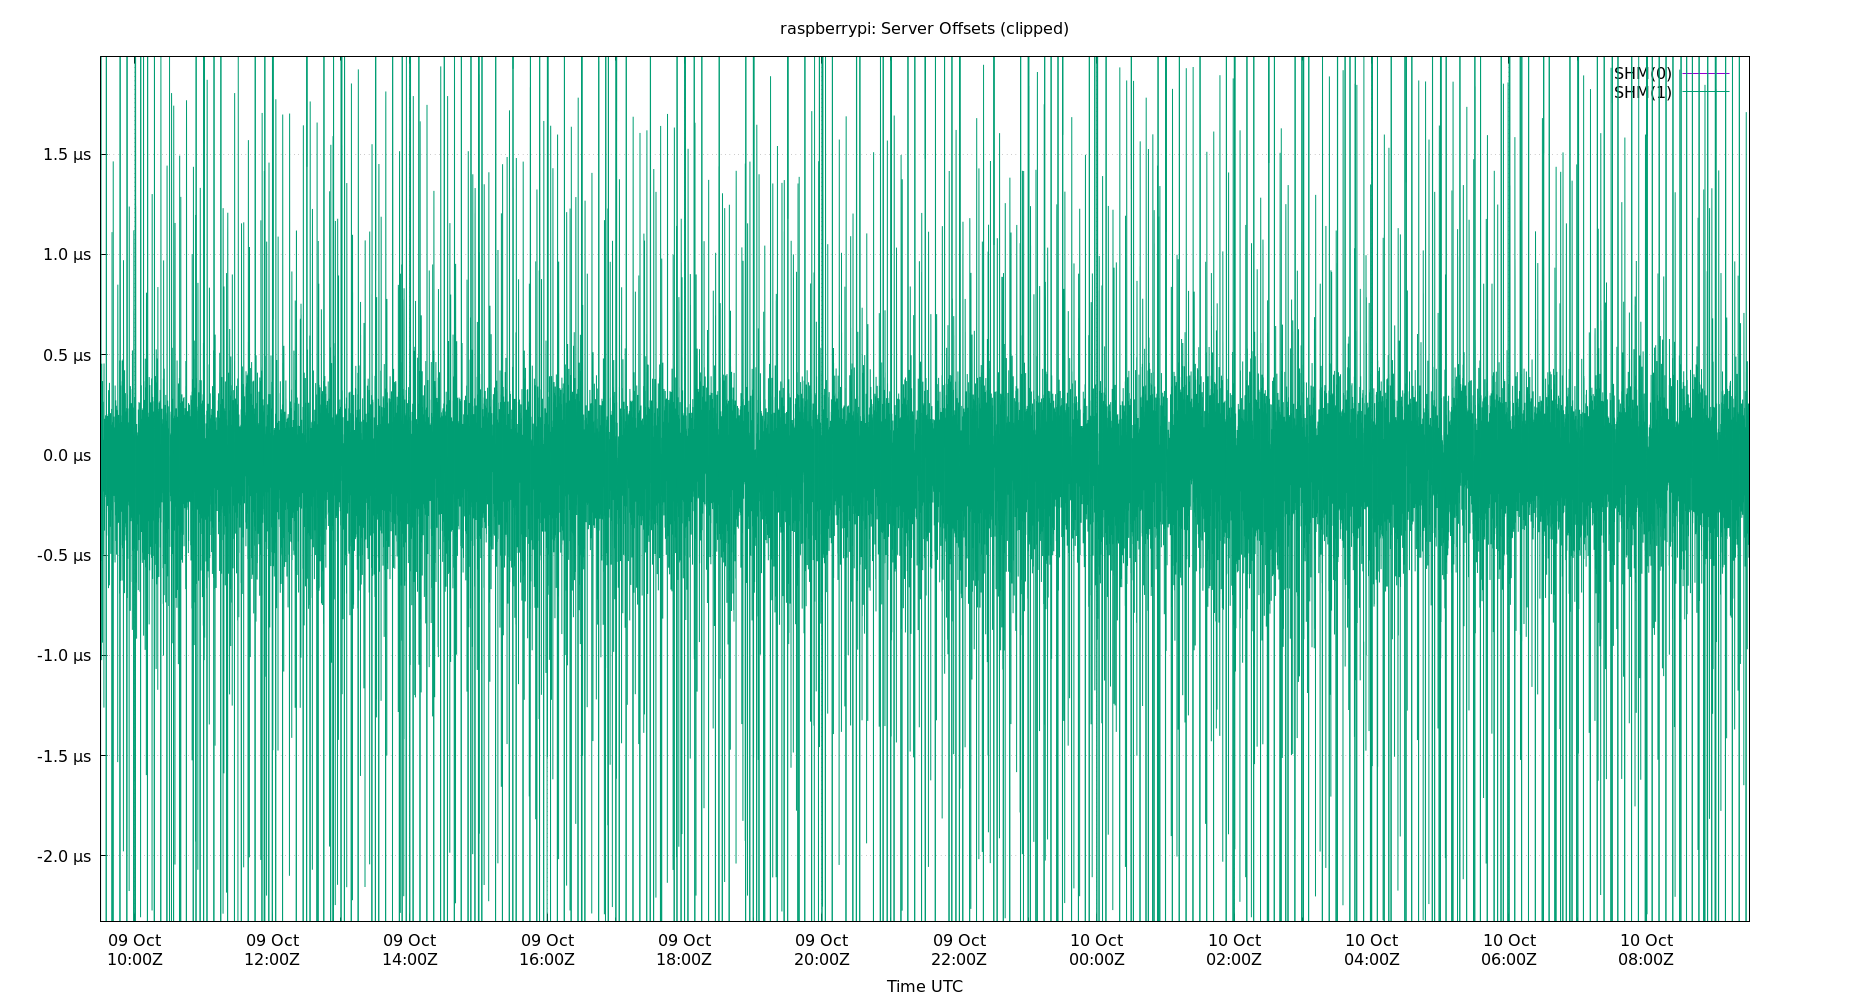 raspberrypi: Server Offsets (clipped)
SHM(0)
SHM(1)
1.5 µs
1.0 µs
0.5 µs
0.0 µs
-0.5 µs
-1.0 µs
-1.5 µs
-2.0 µs
09 Oct 09 Oct 09 Oct 09 Oct 09 Oct 09 Oct 09 Oct 10 Oct 10 Oct 10 Oct 10 Oct 10 Oct
10:00Z 12:00Z 14:00Z 16:00Z 18:00Z 20:00Z 22:00Z 00:00Z 02:00Z 04:00Z 06:00Z 08:00Z
Time UTC